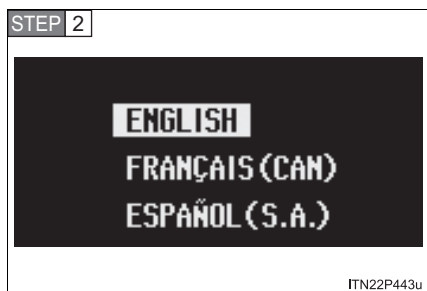 STEP 2
ENGLISH
FRANÇAIS(CAN)
ESPAÑOL(S.A.)
ITN22P443u